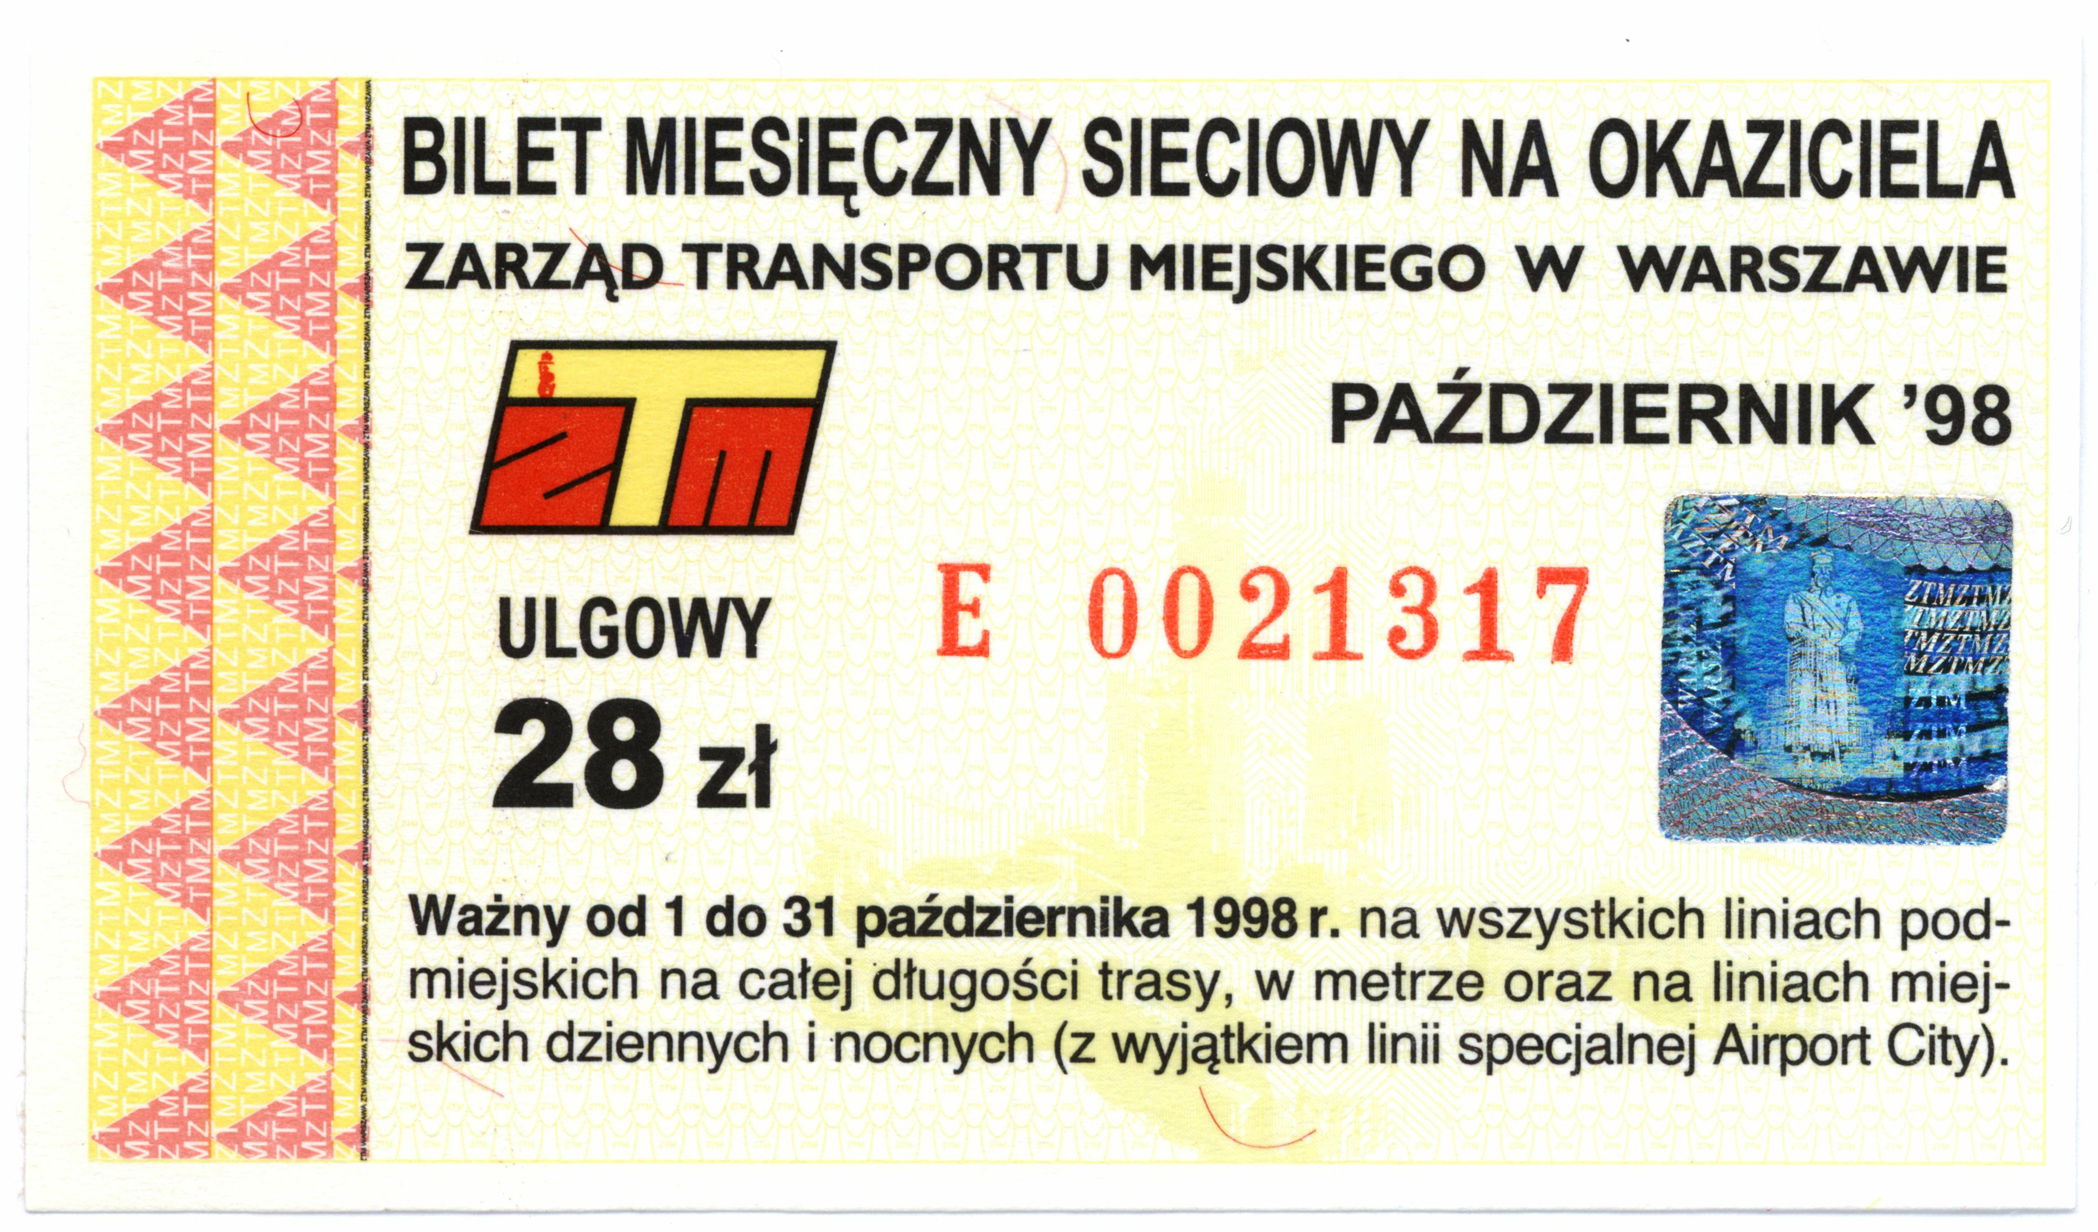 BILET MIESIĘCZNY SIECIOWY NA OKAZICIELA
ZARZĄD TRANSPORTU MIEJSKIEGO W WARSZAWIE
ZTM
PAŹDZIERNIK ’98
E 0021317
ULGOWY
28 zł
Ważny od 1 do 31 października 1998 r. na wszystkich liniach pod-
miejskich na całej długości trasy, w metrze oraz na liniach miej-
skich dziennych i nocnych (z wyjątkiem linii specjalnej Airport City).